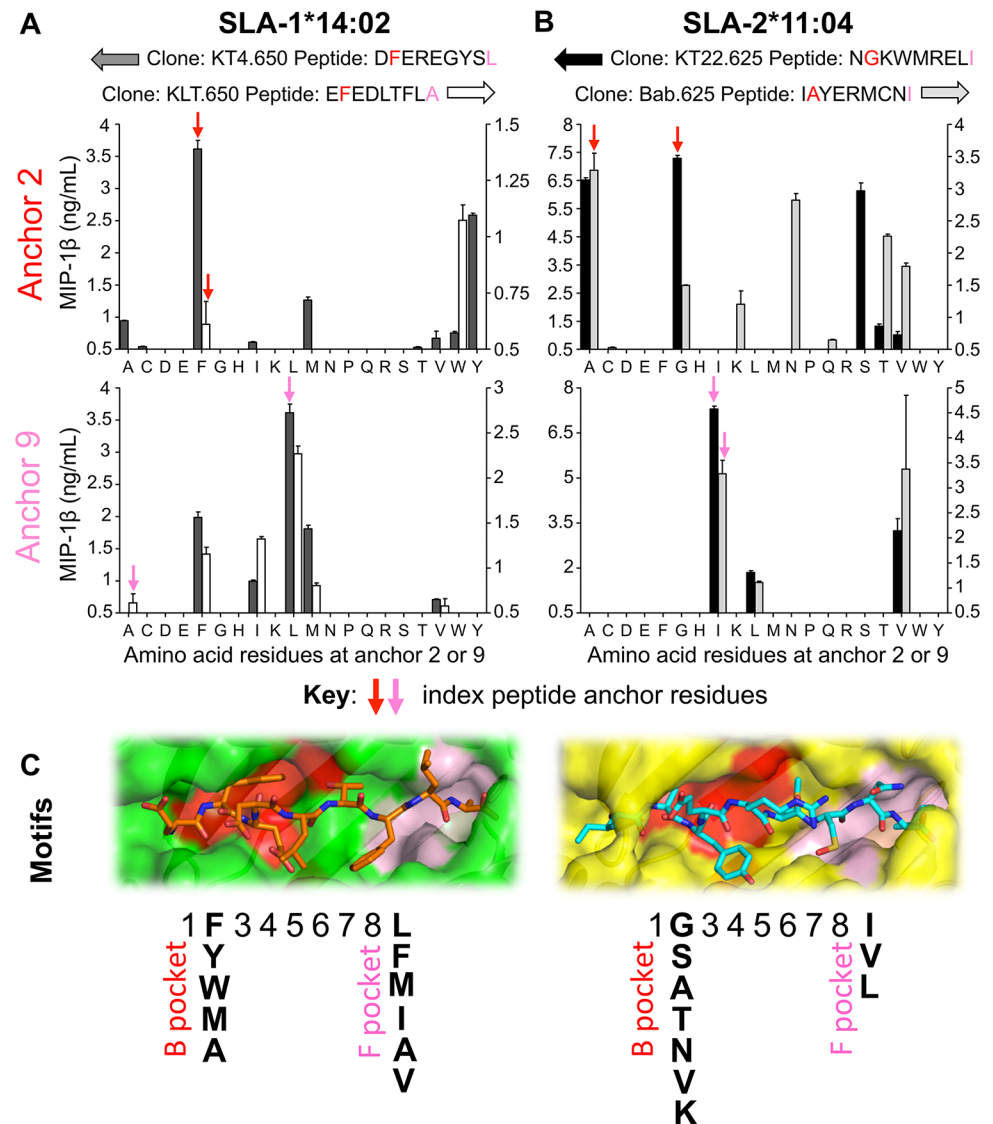 A
SLA-1*14:02
Clone: KT4.650 Peptide: DFEREGYSL
Clone: KLT.650 Peptide: EFEDLTFLA
B
SLA-2*11:04
Clone: KT22.625 Peptide: NGKWMRELI
Clone: Bab.625 Peptide: IAYERMCNI
Anchor 2
MIP-1β (ng/mL)
4
3.5
3
2.5
2
1.5
1
0.5
1.5
1.25
1
0.75
0.5
A C D E F G H I K L M N P Q R S T V W Y
8
7.5
6.5
5.5
4.5
3.5
2.5
1.5
0.5
4
3.5
3
2.5
2
1.5
1
0.5
A C D E F G H I K L M N P Q R S T V W Y
Anchor 9
MIP-1β (ng/mL)
4
3.5
3
2.5
2
1.5
1
0.5
3
2.5
2
1.5
1
0.5
A C D E F G H I K L M N P Q R S T V W Y
Amino acid residues at anchor 2 or 9
8
6.5
5
3.5
2
0.5
5
4.5
4
3.5
3
2.5
2
1.5
1
0.5
A C D E F G H I K L M N P Q R S T V W Y
Amino acid residues at anchor 2 or 9
Key: index peptide anchor residues
C
Motifs
1 F 3 4 5 6 7 8 L
Y F
W M
M I
A A
V
B pocket
F pocket
1 G 3 4 5 6 7 8 I
S V
A L
T
N
V
K
B pocket
F pocket